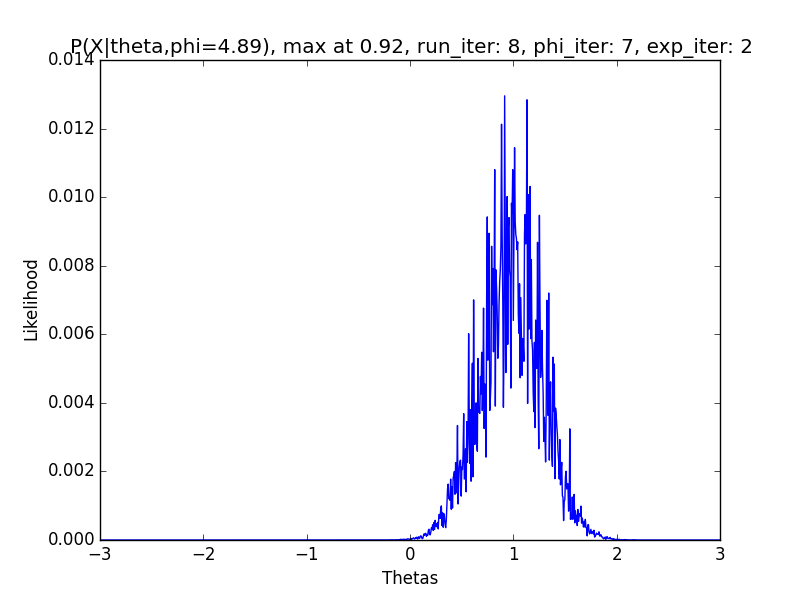 P(X|theta,phi=4.89), max at 0.92, run_iter: 8, phi_iter: 7, exp_iter: 2
0.014
0.012
0.010
0.008
0.006
0.004
0.002
0.000
Likelihood
−3 −2 −1 0 1 2 3
Thetas